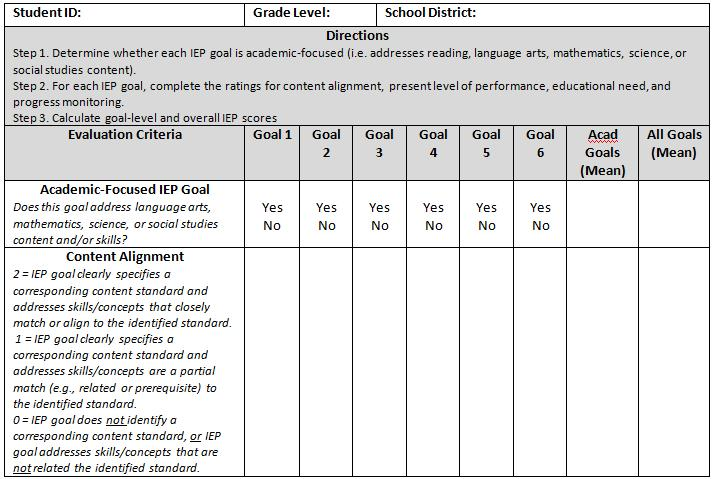 Student ID: Grade Level: School District:
Directions
Step 1. Determine whether each IEP goal is academic-focused (i.e. addresses reading, language arts, mathematics, science, or
social studies content).
Step 2. For each IEP goal, complete the ratings for content alignment, present level of performance, educational need, and
progress monitoring.
Step 3. Calculate goal-level and overall IEP scores
Evaluation Criteria Goal 1 Goal 2 Goal 3 Goal 4 Goal 5 Goal 6 Acad Goals (Mean) All Goals (Mean)
Academic-Focused IEP Goal
Does this goal address language arts,
mathematics, science, or social studies
content and/or skills?
Yes Yes Yes Yes Yes Yes
No No No No No No
Content Alignment
2 = IEP goal clearly specifies a
corresponding content standard and
addresses skills/concepts that closely
match or align to the identified standard.
1 = IEP goal clearly specifies a
corresponding content standard and
addresses skills/concepts are a partial
match (e.g., related or prerequisite) to
the identified standard.
0 = IEP goal does not identify a
corresponding content standard, or IEP
goal addresses skills/concepts that are
not related the identified standard.